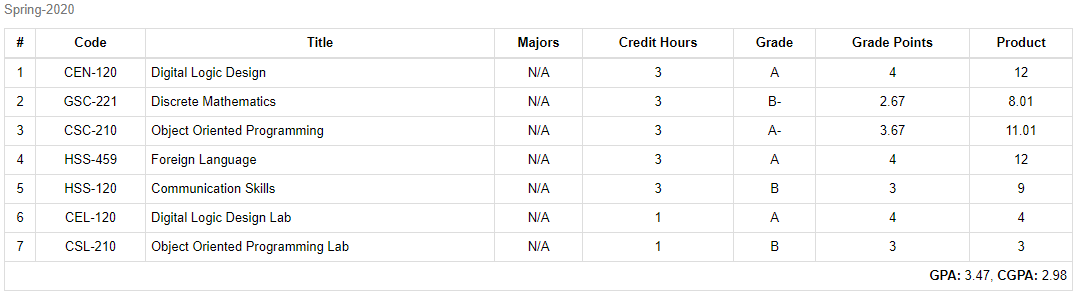 Spring-2020
# Code Title Majors Credit Hours Grade Grade Points Product
1 CEN-120 Digital Logic Design N/A 3 A 4 12
2 GSC-221 Discrete Mathematics N/A 3 B- 2.67 8.01
3 CSC-210 Object Oriented Programming N/A 3 A- 3.67 11.01
4 HSS-459 Foreign Language N/A 3 A 4 12
5 HSS-120 Communication Skills N/A 3 B 3 9
6 CEL-120 Digital Logic Design Lab N/A 1 A 4 4
7 CSL-210 Object Oriented Programming Lab N/A 1 B 3 3
GPA: 3.47, CGPA: 2.98